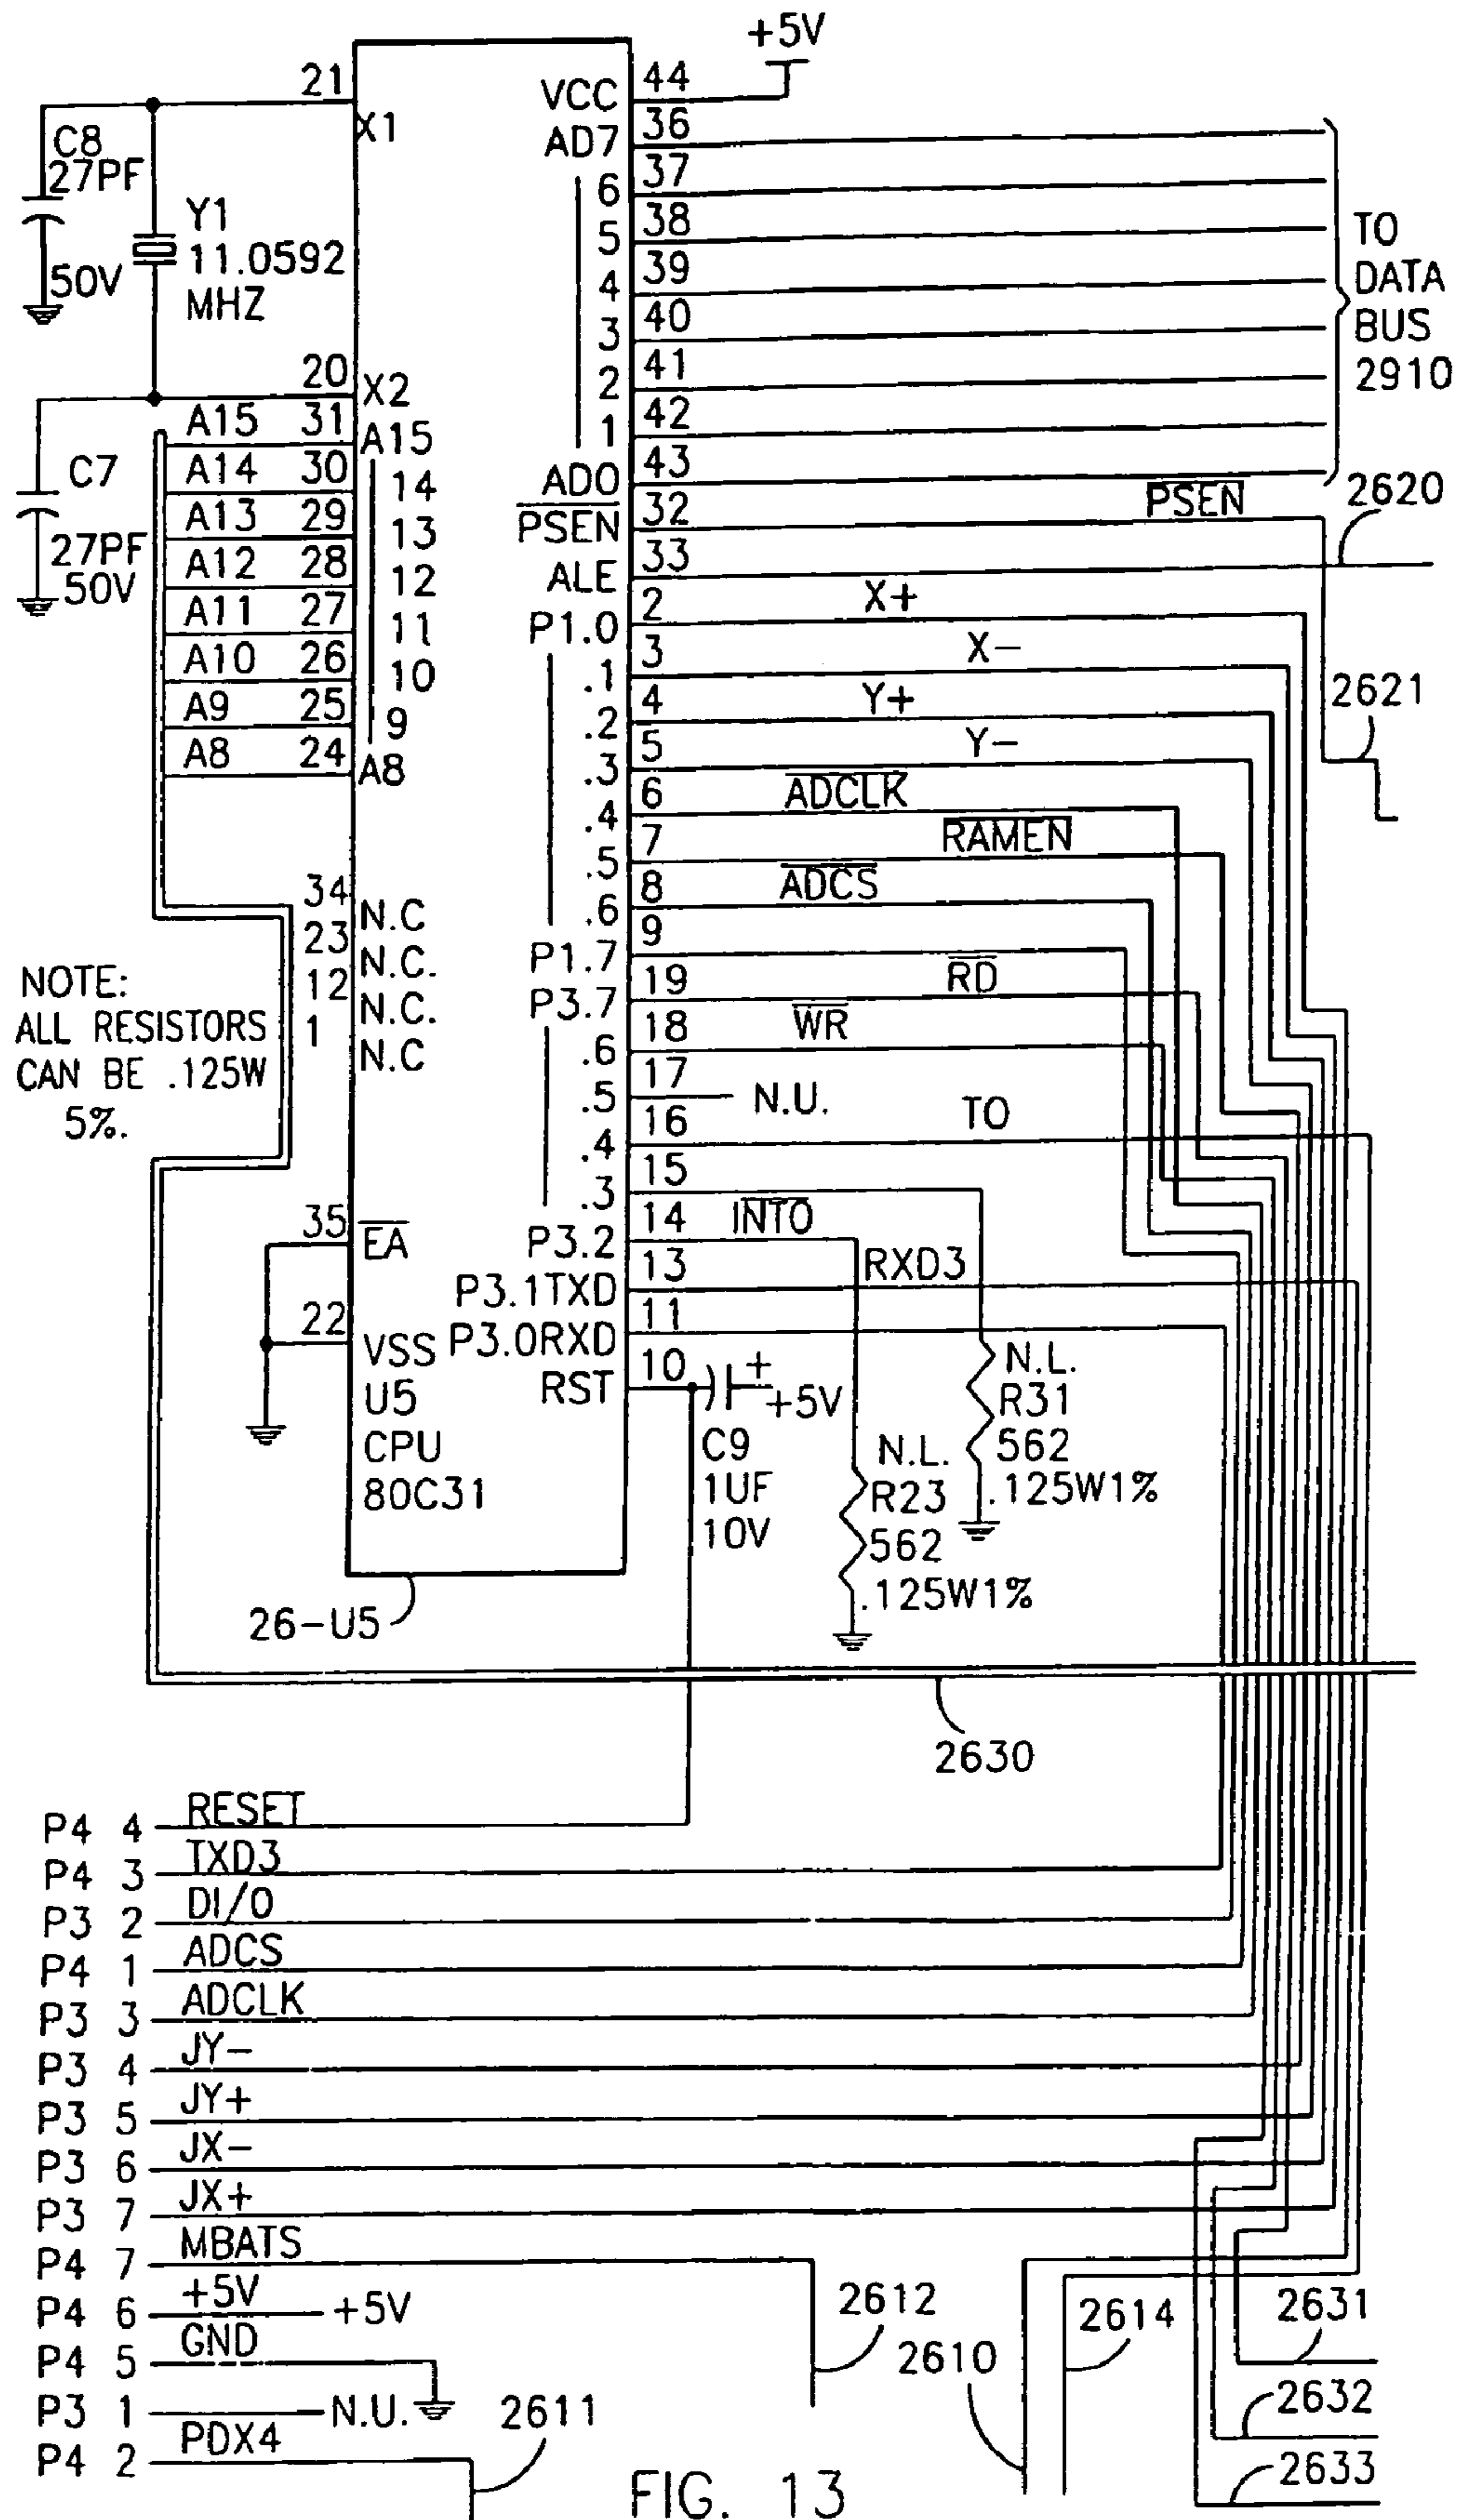 +5V
21
44
VCC
X1
36
AD7
C8
27PF
37
6
Y1
38
5
11.0592
50V
MHZ
39
4
40
3
TO
DATA
BUS
2910
20
X2
41
2
A15 31
A15
42
1
C7
A14 30
14
43
AD0
2620
A13 29
13
PSEN
32
PSEN
27PF
50V
A12 28
12
ALE
33
A11 27
11
P1.0
2
X+
A10 26
10
.1
3
X-
2621
A9 25
9
.2
4
Y+
A8 24
A8
.3
5
Y-
.4
6
ADCLK
.5
7
RAMEN
34
N.C
.6
8
ADCS
23
N.C.
P1.7
9
NOTE:
ALL RESISTORS
CAN BE .125W
5%.
12
N.C.
P3.7
19
RD
1
N.C
.6
18
WR
.5
17
N.U.
.4
16
TO
.3
15
35
EA
P3.2
14
INTO
P3.1TXD
13
RXD3
22
VSS
P3.0RXD
11
U5
CPU
80C31
RST
10
+
+5V
C9
1UF
10V
N.L.
R31
562
.125W1%
N.L.
R23
562
.125W1%
26-U5
2630
P4 4 RESET
P4 3 TXD3
P3 2 DI/O
P4 1 ADCS
P3 3 ADCLK
P3 4 JY-
P3 5 JY+
P3 6 JX-
P3 7 JX+
P4 7 MBATS
P4 6 +5V +5V
P4 5 GND
P3 1 N.U.
P4 2 PDX4
2611
2612
2610
2614
2631
2632
2633
FIG. 13